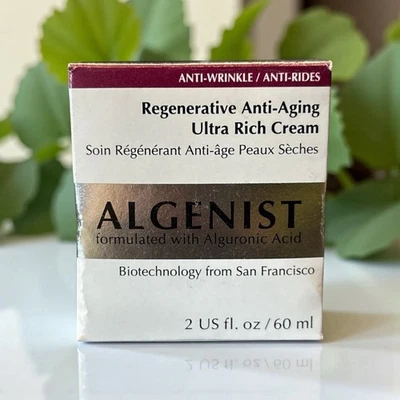 ANTI-WRINKLE / ANTI-RIDES
Regenerative Anti-Aging
Ultra Rich Cream
Soin Régénérant Anti-âge Peaux Sèches
ALGENIST
formulated with Alguronic Acid
Biotechnology from San Francisco
2 US fl. oz / 60 ml